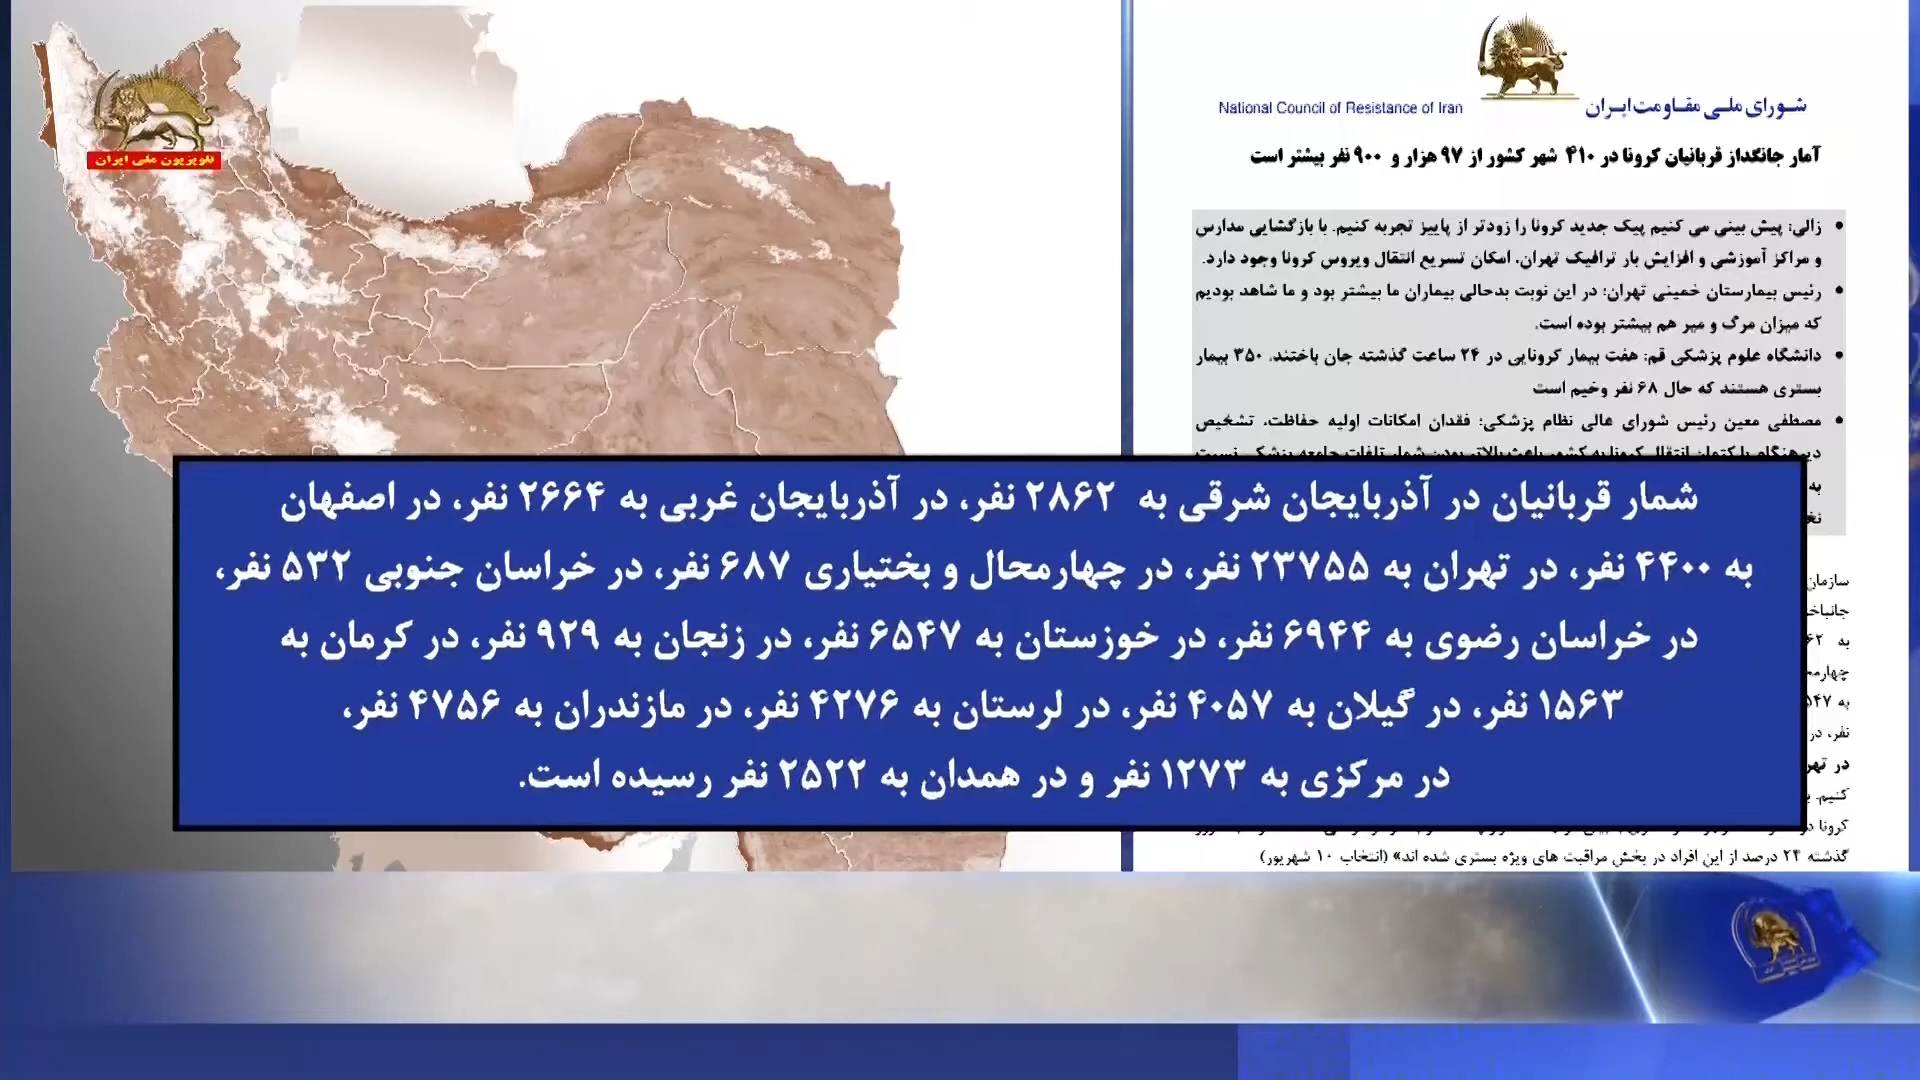 تلویزیون ملی ایران
National Council of Resistance of Iran
شورای ملی مقاومت ایران
آمار جانگداز قربانیان کرونا در ۴۱۰ شهر کشور از ۹۷ هزار و ۹۰۰ نفر بیشتر است
• زالی: پیش بینی می کنیم پیک جدید کرونا را زودتر از پاییز تجربه کنیم. با بازگشایی مدارس
و مراکز آموزشی و افزایش بار ترافیک تهران، امکان تسریع انتقال ویروس کرونا وجود دارد.
• رئیس بیمارستان خمینی تهران: در این نوبت بدحالی بیماران ما بیشتر بود و ما شاهد بودیم
که میزان مرگ و میر هم بیشتر بوده است.
• دانشگاه علوم پزشکی قم: هفت بیمار کرونایی در ۲۴ ساعت گذشته جان باختند، ۳۵۰ بیمار
بستری هستند که حال ۶۸ نفر وخیم است
• مصطفی معین رئیس شورای عالی نظام پزشکی: فقدان امکانات اولیه حفاظت، تشخیص
به
شمار قربانیان در آذربایجان شرقی به ۲۸۶۲ نفر، در آذربایجان غربی به ۲۶۶۴ نفر، در اصفهان
به ۴۴۰۰ نفر، در تهران به ۲۳۷۵۵ نفر، در چهارمحال و بختیاری ۶۸۷ نفر، در خراسان جنوبی ۵۳۲ نفر،
در خراسان رضوی به ۶۹۴۴ نفر، در خوزستان به ۶۵۴۷ نفر، در زنجان به ۹۲۹ نفر، در کرمان به
۱۵۶۳ نفر، در گیلان به ۴۰۵۷ نفر، در لرستان به ۴۲۷۶ نفر، در مازندران به ۴۷۵۶ نفر،
در مرکزی به ۱۲۷۳ نفر و در همدان به ۲۵۲۲ نفر رسیده است.
سازمان
به
نفر، در
کنیم.
کرونا
گذشته ۲۴ درصد از این افراد در بخش مراقبت های ویژه بستری شده اند» (انتخاب ۱۰ شهریور)